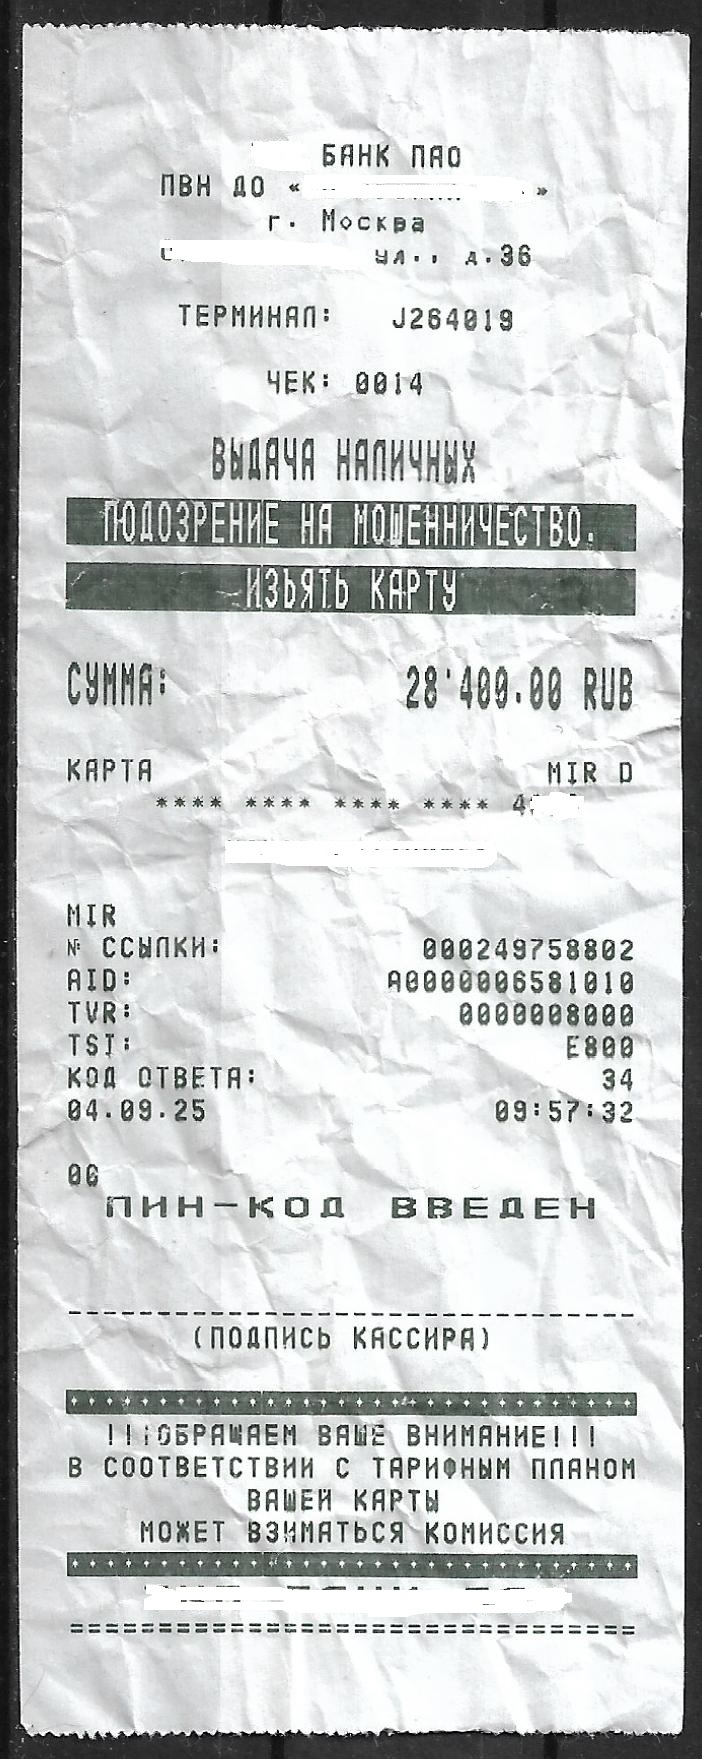 БАНК ПАО
ПВН ДО « »
г. Москва
ул., д.36
ТЕРМИНАЛ: J264019
ЧЕК: 0014
ВЫДАЧА НАЛИЧНЫХ
ПОДОЗРЕНИЕ НА МОШЕННИЧЕСТВО.
ИЗЪЯТЬ КАРТУ
СУММА: 28'400.00 RUB
КАРТА MIR D
**** **** **** **** 4
MIR
№ ССЫЛКИ: 000249758802
AID: A0000006581010
TVR: 0000008000
TSI: E800
КОД ОТВЕТА: 34
04.09.25 09:57:32
ПИН-КОД ВВЕДЕН
(ПОДПИСЬ КАССИРА)
!!!ОБРАЩАЕМ ВАШЕ ВНИМАНИЕ!!!
В СООТВЕТСТВИИ С ТАРИФНЫМ ПЛАНОМ
ВАШЕЙ КАРТЫ
МОЖЕТ ВЗИМАТЬСЯ КОМИССИЯ